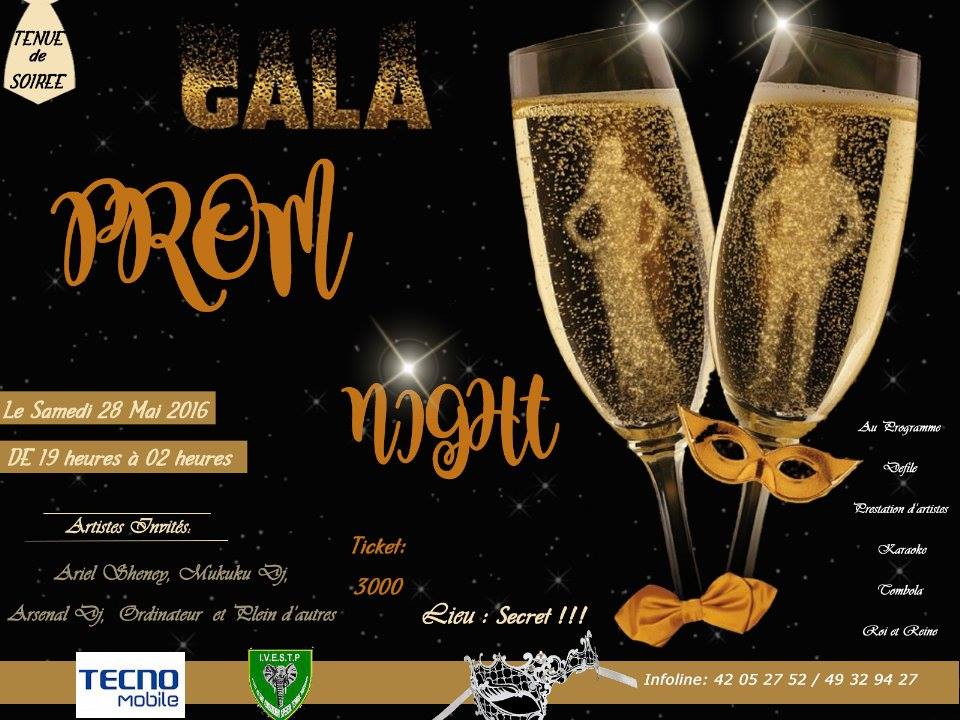 TENUE
de
SOIREE
GALA
PROM
NIGHt
Le Samedi 28 Mai 2016
DE 19 heures à 02 heures
Artistes Invités:
Ariel Sheney, Mukuku Dj,
Arsenal Dj, Ordinateur et Plein d'autres
Ticket:
3000
Lieu : Secret !!!
Au Programme
Defile
Prestation d'artistes
Karaoke
Tombola
Roi et Reine
TECNO
mobile
I.V.E.S.T.P
Infoline: 42 05 27 52 / 49 32 94 27